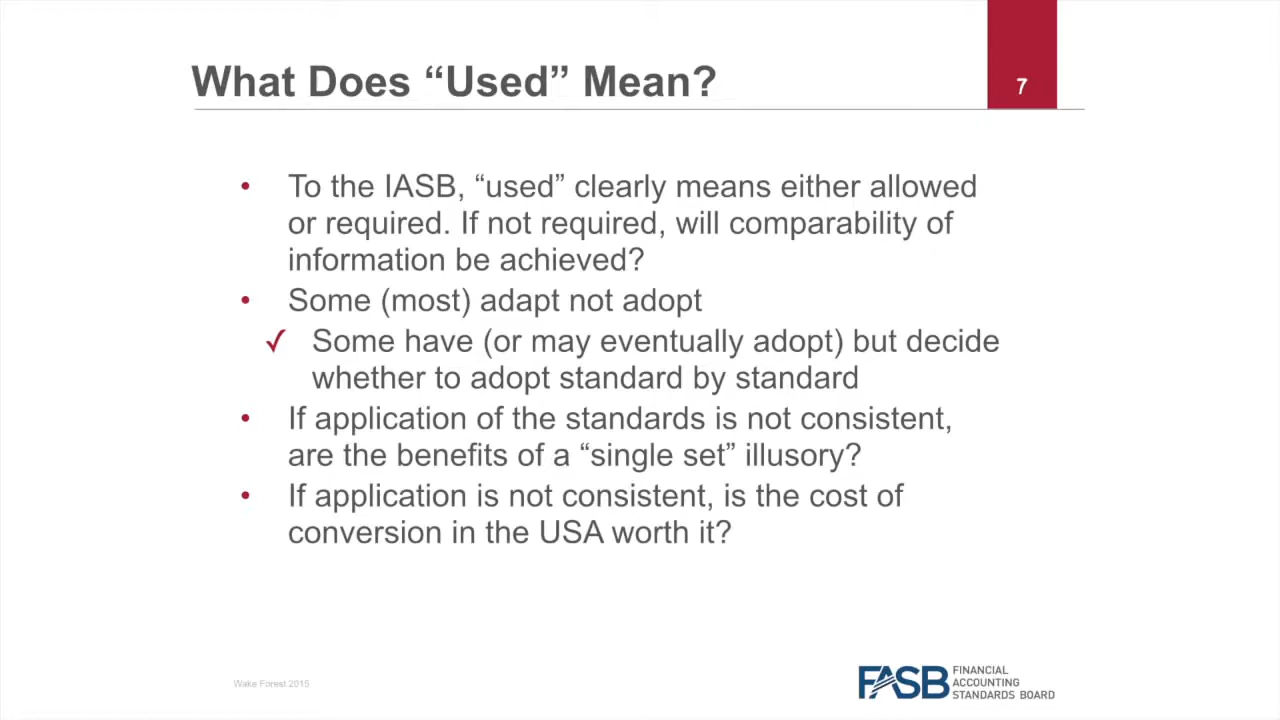 What Does “Used” Mean?
7
• To the IASB, “used” clearly means either allowed
or required. If not required, will comparability of
information be achieved?
• Some (most) adapt not adopt
✓ Some have (or may eventually adopt) but decide
whether to adopt standard by standard
• If application of the standards is not consistent,
are the benefits of a “single set” illusory?
• If application is not consistent, is the cost of
conversion in the USA worth it?
Wake Forest 2015
FASB
FINANCIAL
ACCOUNTING
STANDARDS BOARD